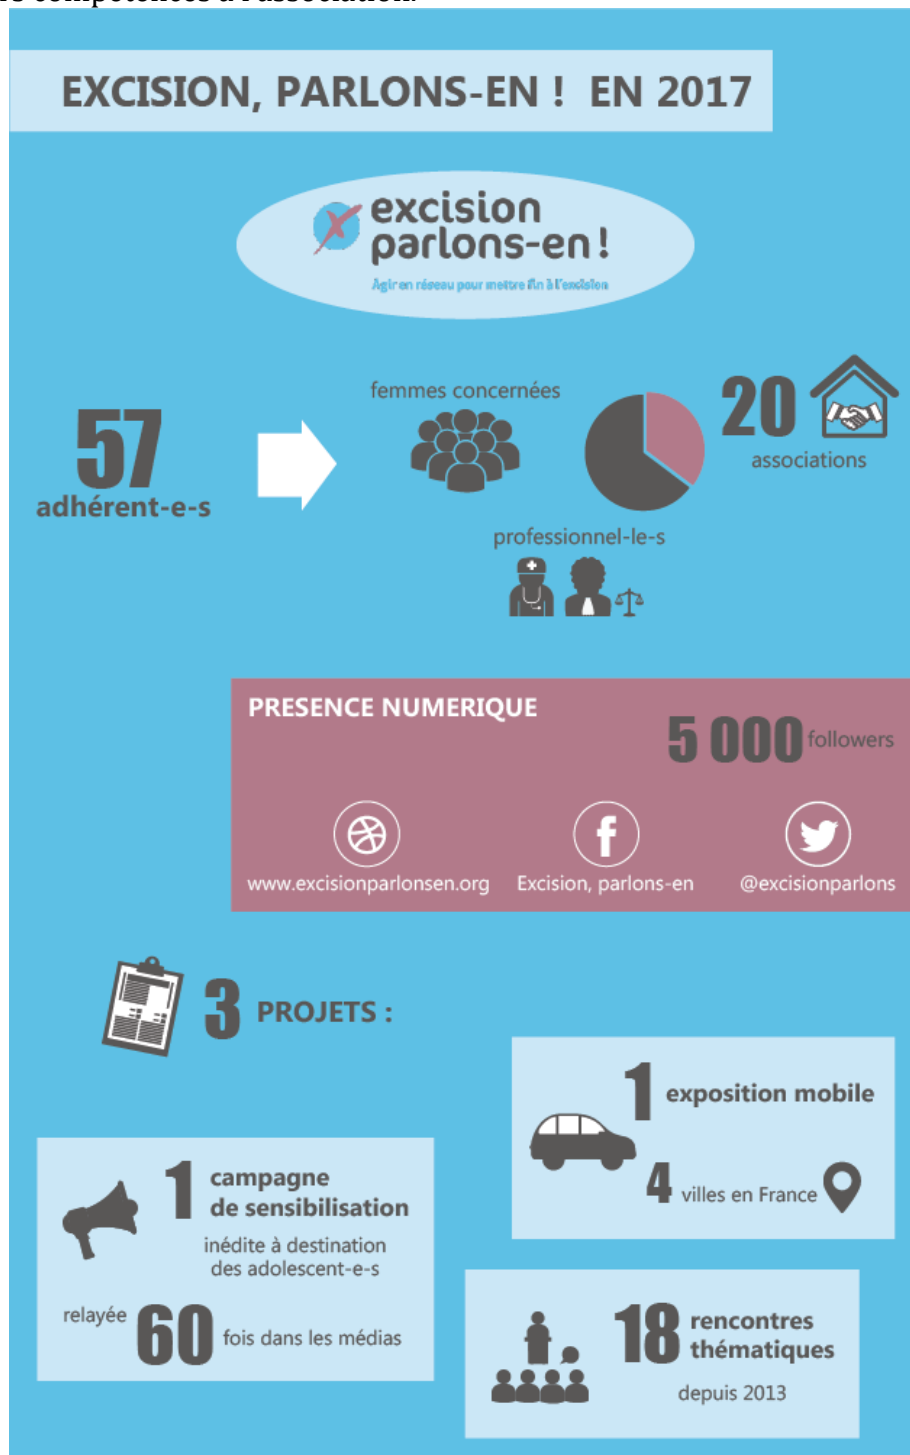 compétences à l'association.
EXCISION, PARLONS-EN ! EN 2017
excision
parlons-en !
Agir en réseau pour mettre fin à l'excision
57
adhérent-e-s
femmes concernées
20
associations
professionnel-le-s
PRESENCE NUMERIQUE
5 000 followers
www.excisionparlonsen.org
Excision, parlons-en
@excisionparlons
3 PROJETS :
1 exposition mobile
4 villes en France
1 campagne
de sensibilisation
inédite à destination
des adolescent-e-s
relayée 60 fois dans les médias
18 rencontres
thématiques
depuis 2013